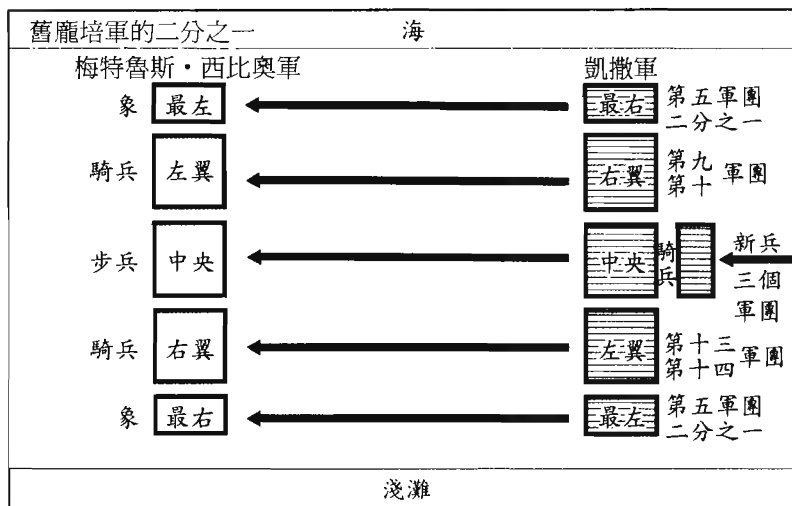 舊龐培軍的二分之一
海
梅特魯斯·西比奧軍
凱撒軍
象
最左
最右
第五軍團
二分之一
騎兵
左翼
右翼
第九
第十
軍團
步兵
中央
中央
騎兵
新兵
三個
軍團
騎兵
右翼
左翼
第十三
第十四
軍團
象
最右
最左
第五軍團
二分之一
淺灘